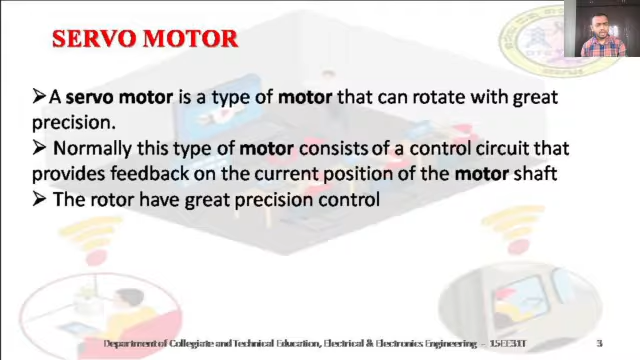 SERVO MOTOR
➢A servo motor is a type of motor that can rotate with great
precision.
➢ Normally this type of motor consists of a control circuit that
provides feedback on the current position of the motor shaft
➢ The rotor have great precision control
Department of Collegiate and Technical Education, Electrical & Electronics Engineering – 15EE31T
3